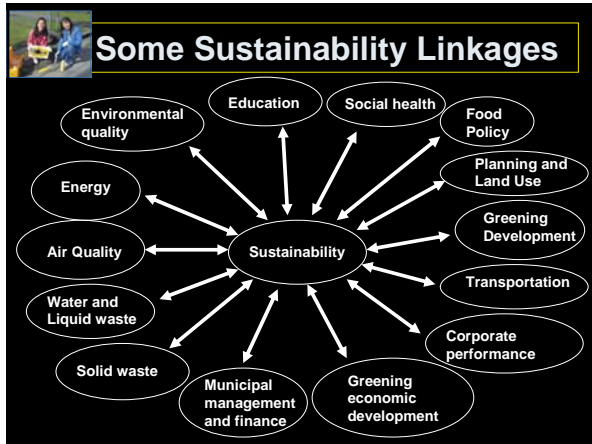 Some Sustainability Linkages
Education
Social health
Environmental
quality
Food
Policy
Planning and
Land Use
Energy
Greening
Development
Air Quality
Sustainability
Transportation
Water and
Liquid waste
Corporate
performance
Solid waste
Municipal
management
and finance
Greening
economic
development